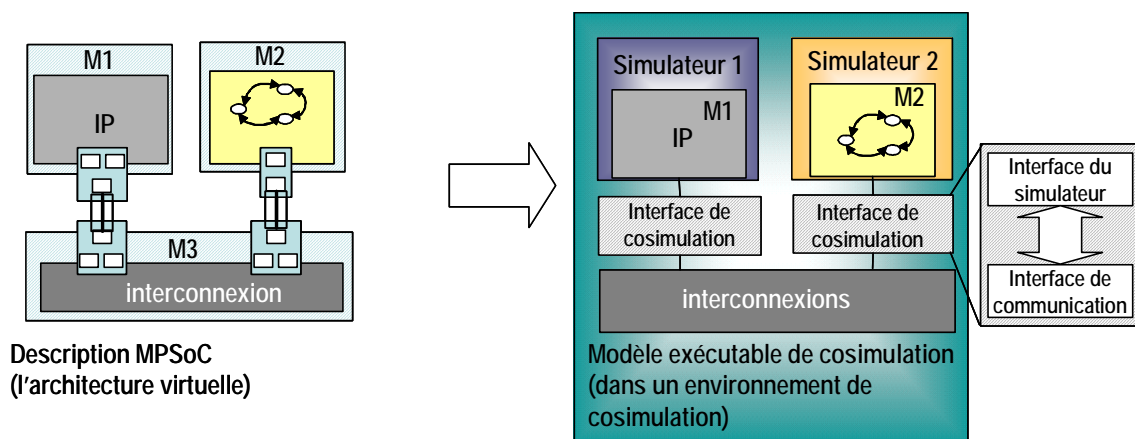 M1
IP
M2
M3
interconnexion
Description MPSoC
(l'architecture virtuelle)
Simulateur 1
M1
IP
Simulateur 2
M2
Interface de
cosimulation
Interface de
cosimulation
interconnexions
Modèle exécutable de cosimulation
(dans un environnement de
cosimulation)
Interface du
simulateur
Interface de
communication